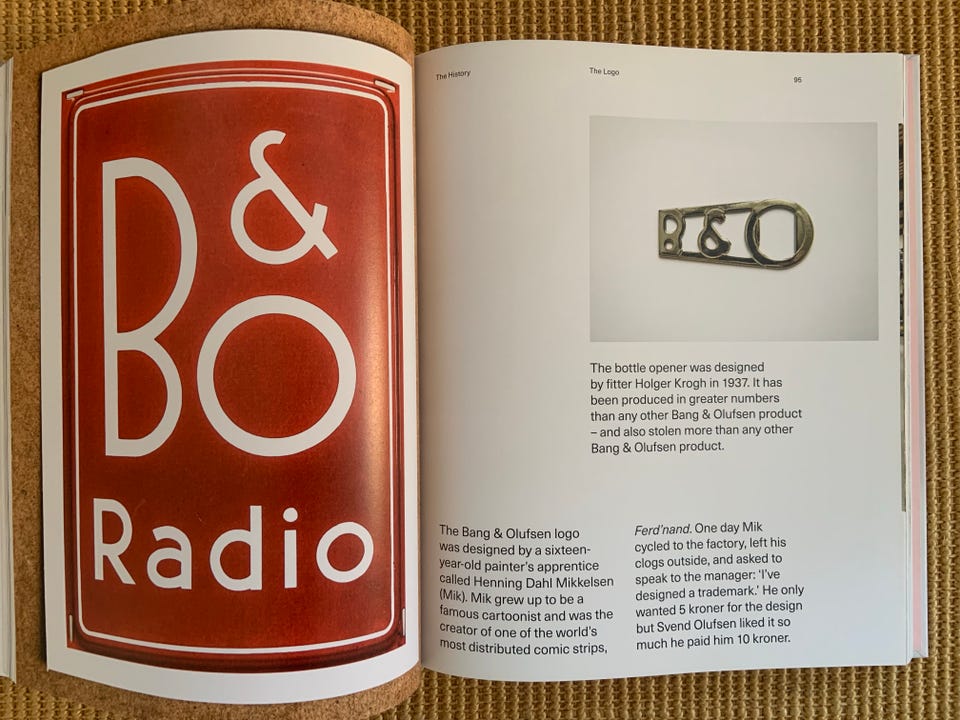 B&O
Radio
The History
The Logo
95
B&O
The bottle opener was designed
by fitter Holger Krogh in 1937. It has
been produced in greater numbers
than any other Bang & Olufsen product
– and also stolen more than any other
Bang & Olufsen product.
The Bang & Olufsen logo
was designed by a sixteen-
year-old painter’s apprentice
called Henning Dahl Mikkelsen
(Mik). Mik grew up to be a
famous cartoonist and was the
creator of one of the world’s
most distributed comic strips,
Ferd’nand. One day Mik
cycled to the factory, left his
clogs outside, and asked to
speak to the manager: ‘I’ve
designed a trademark.’ He only
wanted 5 kroner for the design
but Svend Olufsen liked it so
much he paid him 10 kroner.